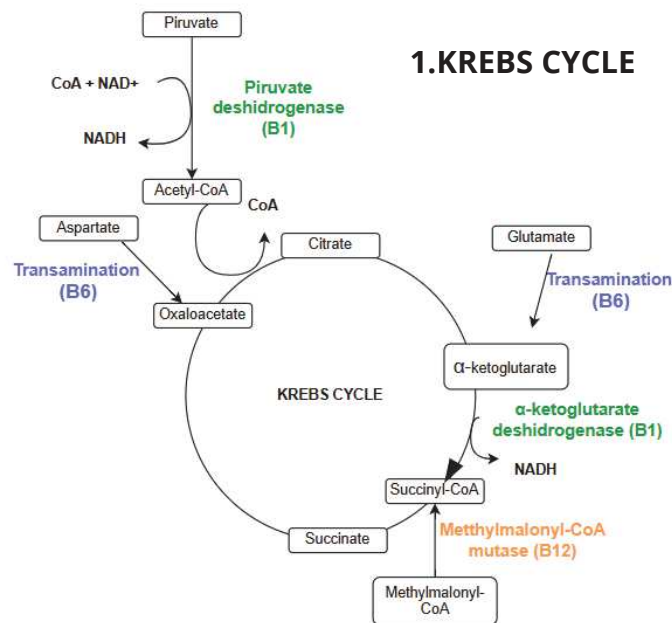 1.KREBS CYCLE
Piruvate
CoA + NAD+
Piruvate
deshidrogenase
(B1)
NADH
Acetyl-CoA
CoA
Aspartate
Citrate
Glutamate
Transamination
(B6)
Transamination
(B6)
Oxaloacetate
α-ketoglutarate
KREBS CYCLE
α-ketoglutarate
deshidrogenase (B1)
NADH
Succinyl-CoA
Succinate
Metthylmalonyl-CoA
mutase (B12)
Methylmalonyl-
CoA